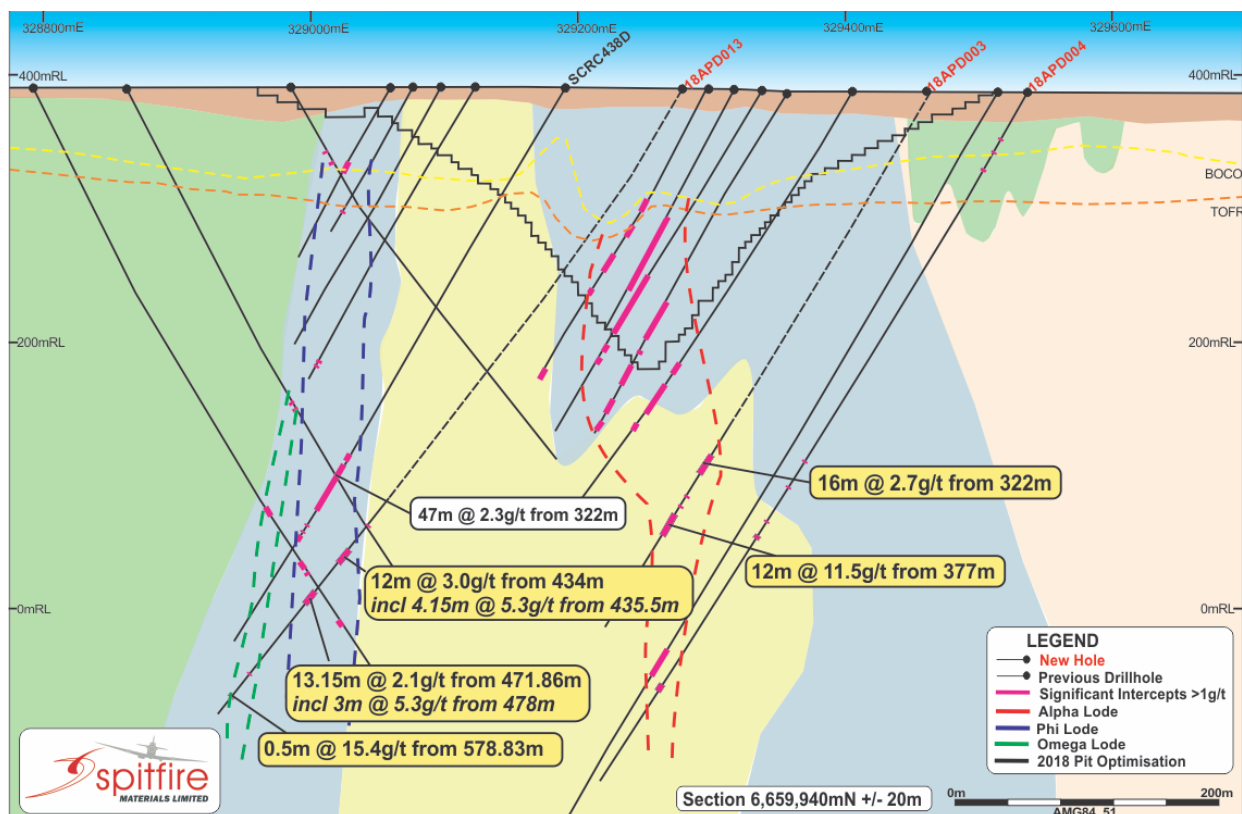 328800mE
329000mE
329200mE
329400mE
329600mE
400mRL
SCRC438D
18APD013
18APD003
18APD004
400mRL
BOCO
TOFR
200mRL
200mRL
47m @ 2.3g/t from 322m
16m @ 2.7g/t from 322m
12m @ 11.5g/t from 377m
12m @ 3.0g/t from 434m
incl 4.15m @ 5.3g/t from 435.5m
0mRL
0mRL
13.15m @ 2.1g/t from 471.86m
incl 3m @ 5.3g/t from 478m
0.5m @ 15.4g/t from 578.83m
LEGEND
New Hole
Previous Drillhole
Significant Intercepts >1g/t
Alpha Lode
Phi Lode
Omega Lode
2018 Pit Optimisation
spitfire
MATERIALS LIMITED
Section 6,659,940mN +/- 20m
0m
200m
AMG84_51